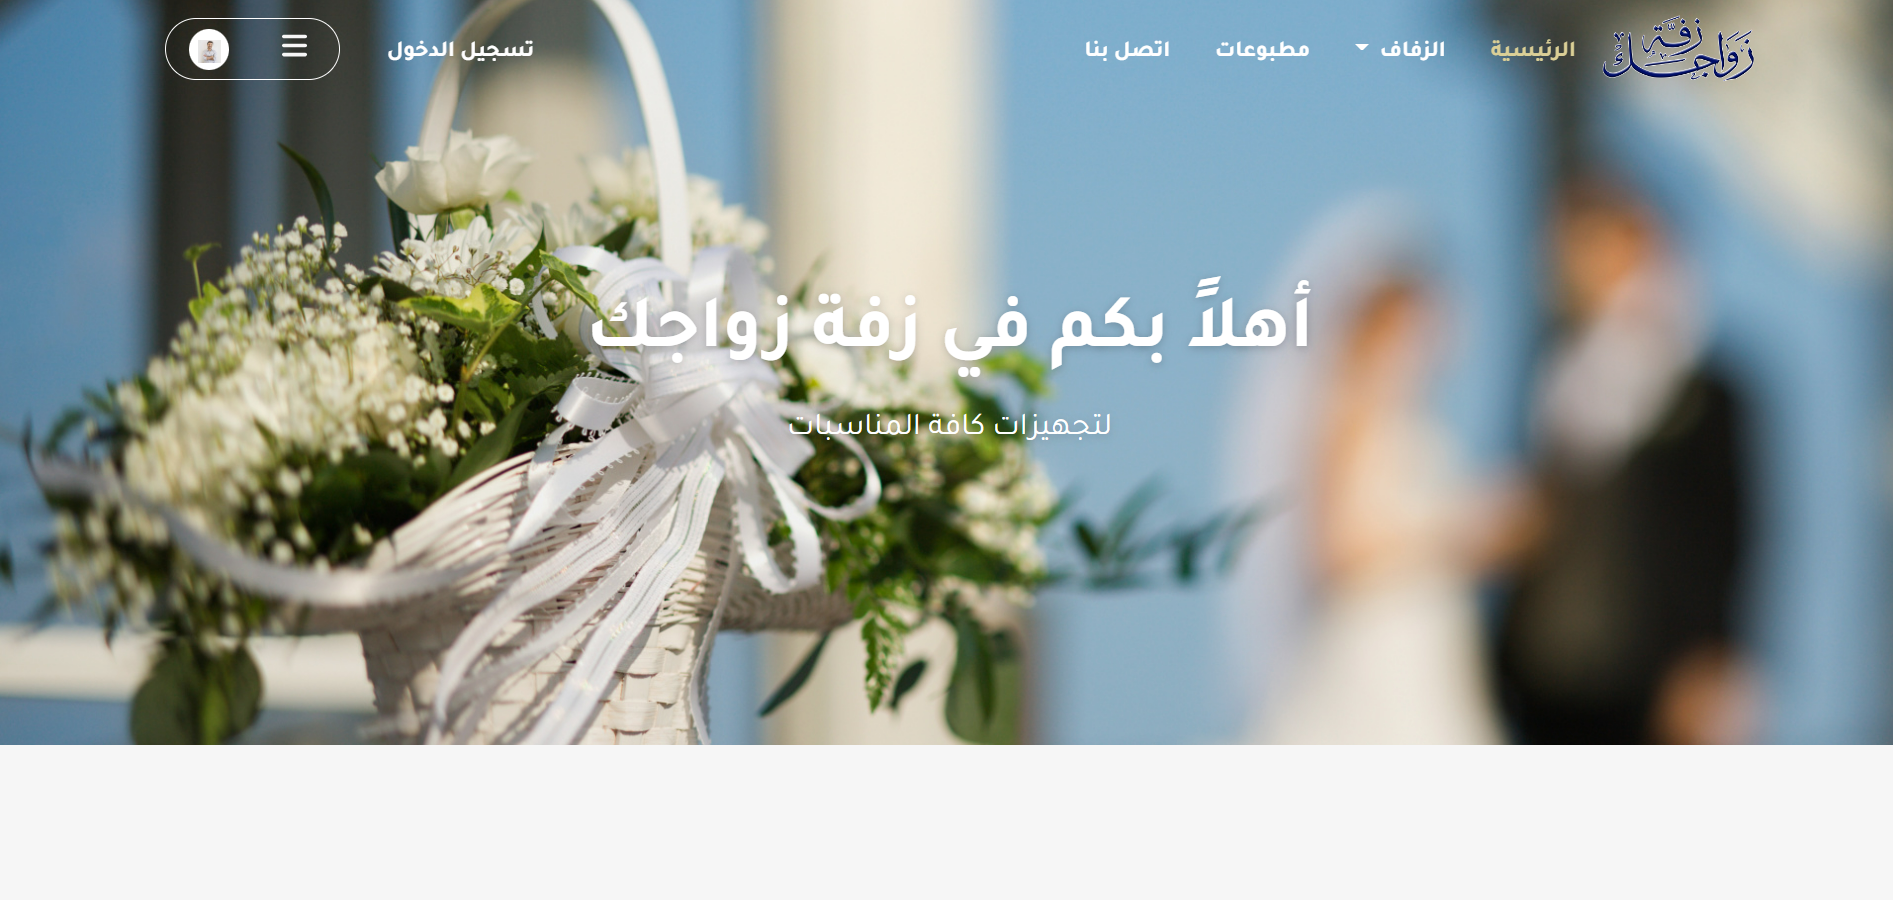 زفة زواجك
الرئيسية
الزفاف
مطبوعات
اتصل بنا
تسجيل الدخول
أهلاً بكم في زفة زواجك
لتجهيزات كافة المناسبات